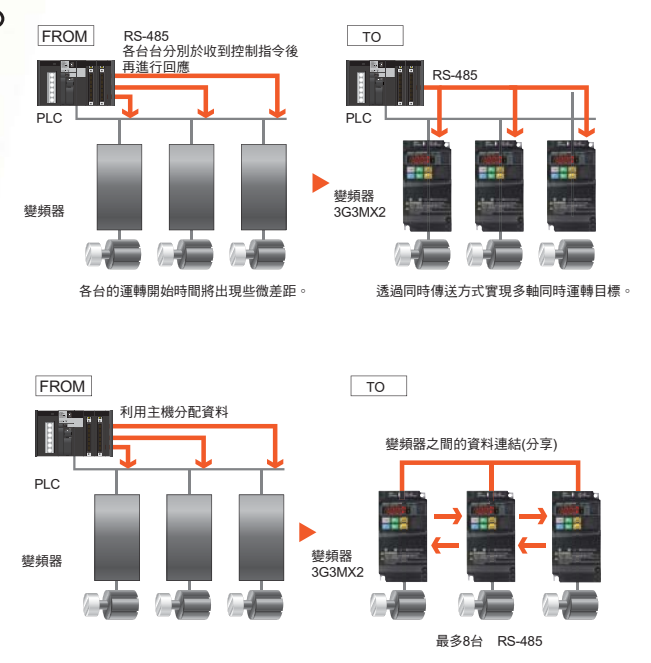 FROM
RS-485
各台台分別於收到控制指令後
再進行回應
PLC
變頻器
各台的運轉開始時間將出現些微差距。
TO
RS-485
PLC
變頻器
3G3MX2
透過同時傳送方式實現多軸同時運轉目標。
FROM
利用主機分配資料
PLC
變頻器
TO
變頻器之間的資料連結(分享)
變頻器
3G3MX2
最多8台 RS-485